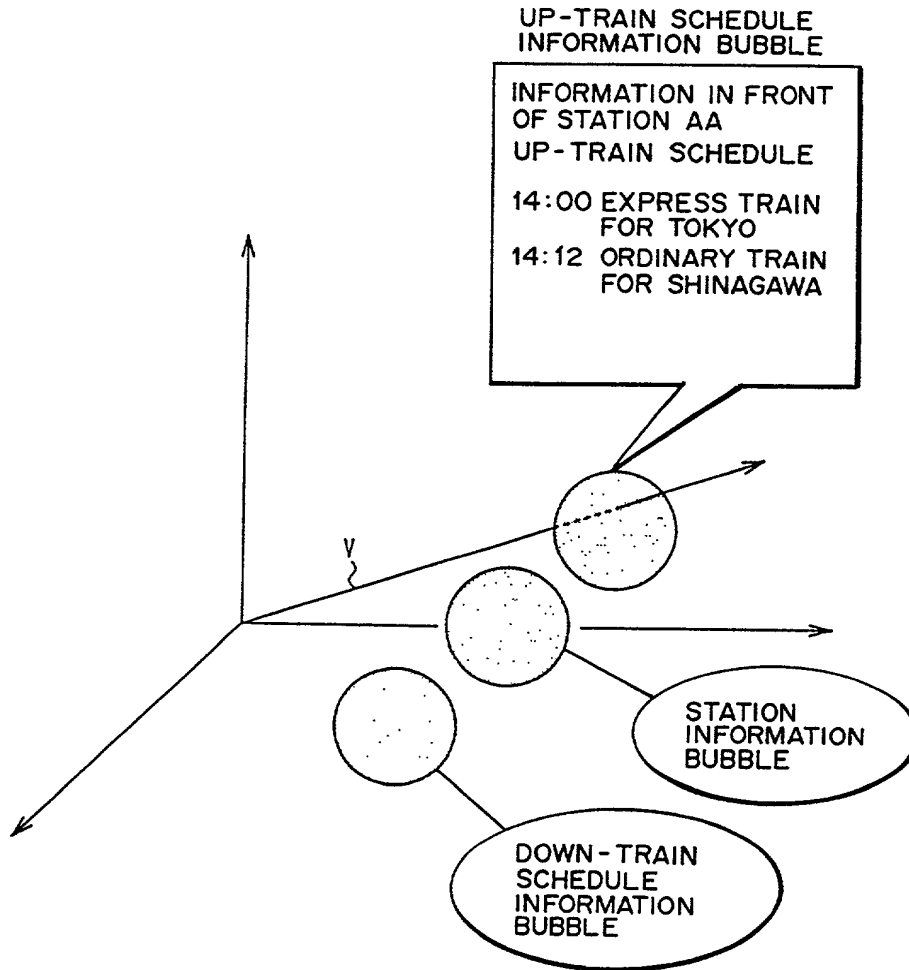 UP-TRAIN SCHEDULE
INFORMATION BUBBLE
INFORMATION IN FRONT
OF STATION AA
UP-TRAIN SCHEDULE
14:00 EXPRESS TRAIN
FOR TOKYO
14:12 ORDINARY TRAIN
FOR SHINAGAWA
V
STATION
INFORMATION
BUBBLE
DOWN-TRAIN
SCHEDULE
INFORMATION
BUBBLE